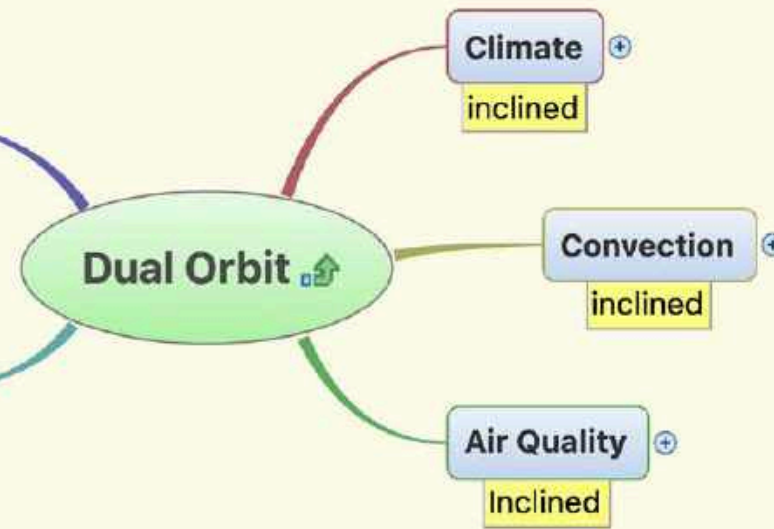 Climate
inclined
Dual Orbit
Convection
inclined
Air Quality
Inclined